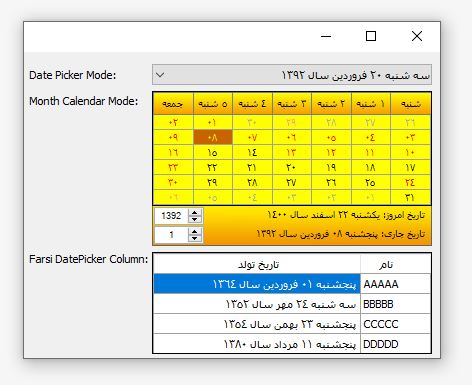 Date Picker Mode: سه شنبه ۲۰ فروردین سال ۱۳۹۲
Month Calendar Mode:
شنبه ۱ شنبه ۲ شنبه ۳ شنبه ۴ شنبه ۵ شنبه جمعه
۲۶ ۲۷ ۲۸ ۲۹ ۳۰ ۰۱ ۰۲
۰۳ ۰۴ ۰۵ ۰۶ ۰۷ ۰۸ ۰۹
۱۰ ۱۱ ۱۲ ۱۳ ۱۴ ۱۵ ۱۶
۱۷ ۱۸ ۱۹ ۲۰ ۲۱ ۲۲ ۲۳
۲۴ ۲۵ ۲۶ ۲۷ ۲۸ ۲۹ ۳۰
۳۱ ۰۱ ۰۲ ۰۳ ۰۴ ۰۵ ۰۶
تاریخ امروز: یکشنبه ۲۲ اسفند سال ۱۴۰۰ 1392
تاریخ جاری: پنجشنبه ۰۸ فروردین سال ۱۳۹۲ 1
Farsi DatePicker Column:
نام تاریخ تولد
AAAAA پنجشنبه ۰۱ فروردین سال ۱۳۶۴
BBBBB سه شنبه ۲۴ مهر سال ۱۳۵۲
CCCCC پنجشنبه ۲۳ بهمن سال ۱۳۵۴
DDDDD پنجشنبه ۱۱ مرداد سال ۱۳۸۰